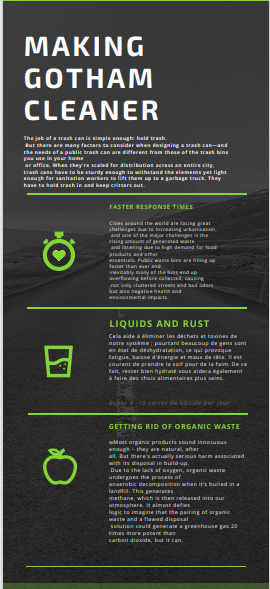 MAKING
GOTHAM
CLEANER
The job of a trash can is simple enough: hold trash.
But there are many factors to consider when designing a trash can—and
the needs of a public trash can are different from those of the trash bins
you use in your home
or office. When they're scaled for distribution across an entire city,
trash cans have to be sturdy enough to withstand the elements yet light
enough for sanitation workers to lift them up to a garbage truck. They
have to hold trash in and keep critters out.
FASTER RESPONSE TIMES
Cities around the world are facing great
challenges due to increasing urbanization,
and one of the major challenges is the
rising amount of generated waste
and littering due to high demand for food
products and other
essentials. Public waste bins are filling up
faster than ever and
inevitably many of the bins end up
overflowing before collected, causing
not only cluttered streets and bad odors
but also negative health and
environmental impacts.
LIQUIDS AND RUST
Cela aide à éliminer les déchets et toxines de
notre système ; pourtant beaucoup de gens sont
en état de déshydratation, ce qui provoque
fatigue, baisse d'énergie et maux de tête. Il est
courant de prendre le soif pour de la faim. De ce
fait, rester bien hydraté vous aidera également
à faire des choix alimentaires plus sains.
Buvez 8 -10 verres de liquide par jour.
GETTING RID OF ORGANIC WASTE
wMost organic products sound innocuous
enough – they are natural, after
all. But there's actually serious harm associated
with its disposal in build-up.
Due to the lack of oxygen, organic waste
undergoes the process of
anaerobic decomposition when it's buried in a
landfill. This generates
methane, which is then released into our
atmosphere. It almost defies
logic to imagine that the pairing of organic
waste and a flawed disposal
solution could generate a greenhouse gas 20
times more potent than
carbon dioxide, but it can.